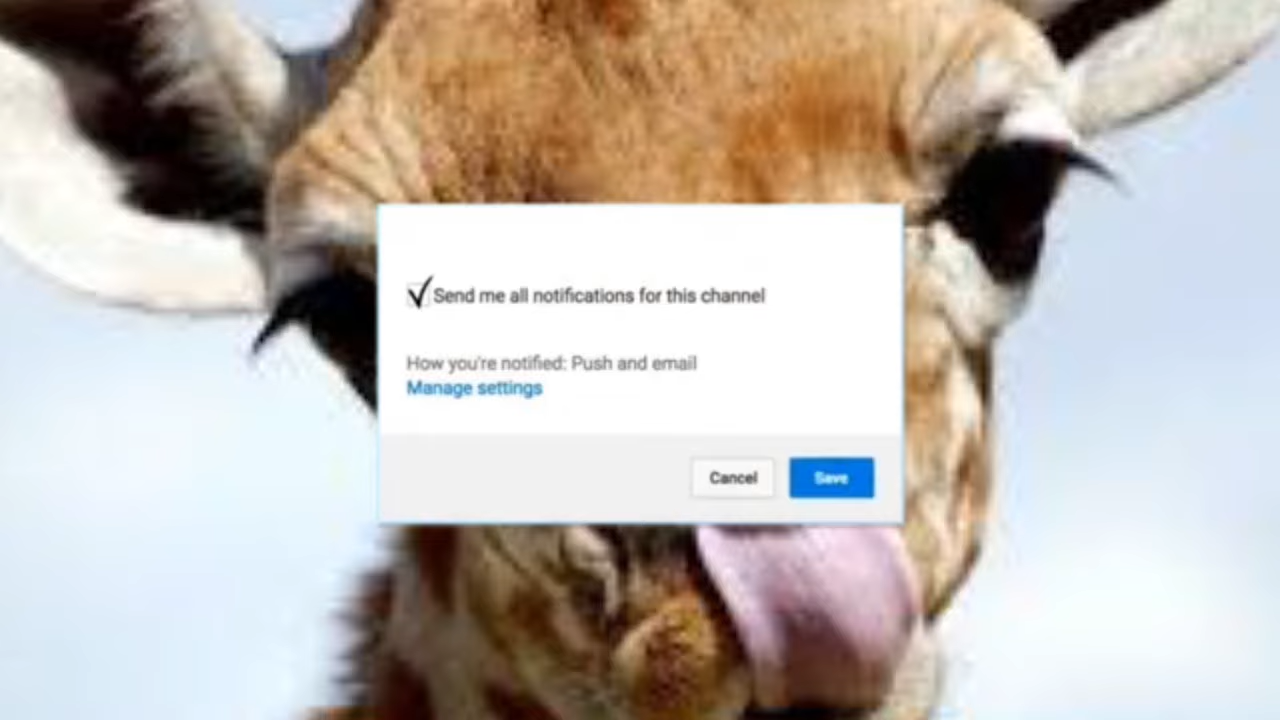 Send me all notifications for this channel
How you're notified: Push and email
Manage settings
Cancel
Save